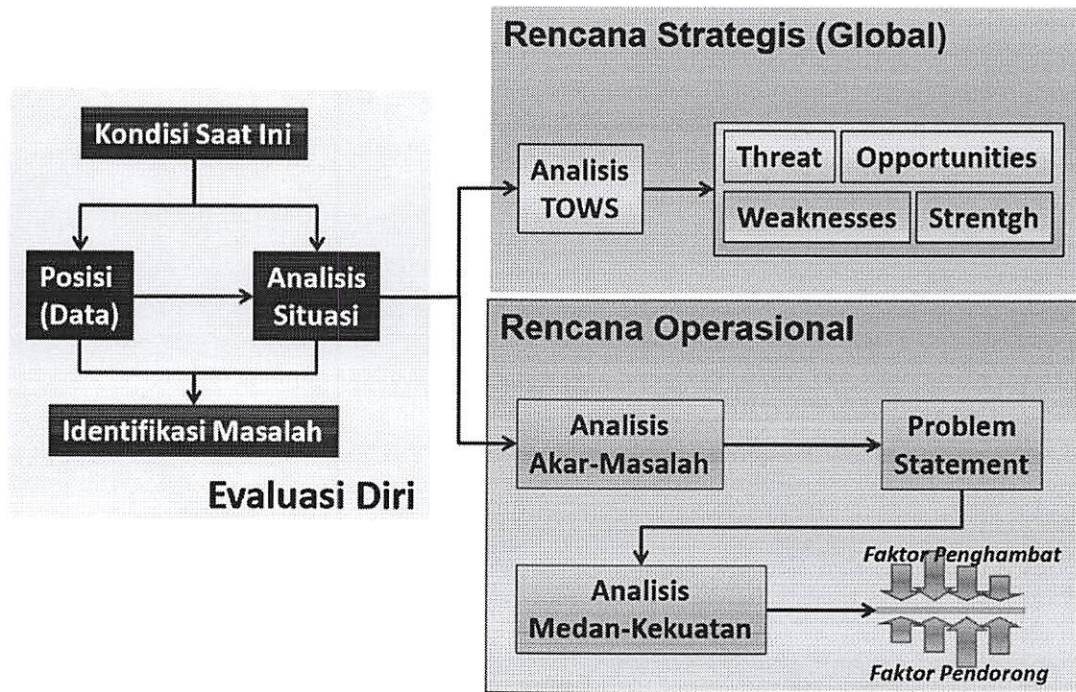 Rencana Strategis (Global)
Kondisi Saat Ini
Posisi
(Data)
Analisis
Situasi
Identifikasi Masalah
Evaluasi Diri
Analisis
TOWS
Threat
Opportunities
Weaknesses
Strentgh
Rencana Operasional
Analisis
Akar-Masalah
Problem
Statement
Analisis
Medan-Kekuatan
Faktor Penghambat
Faktor Pendorong